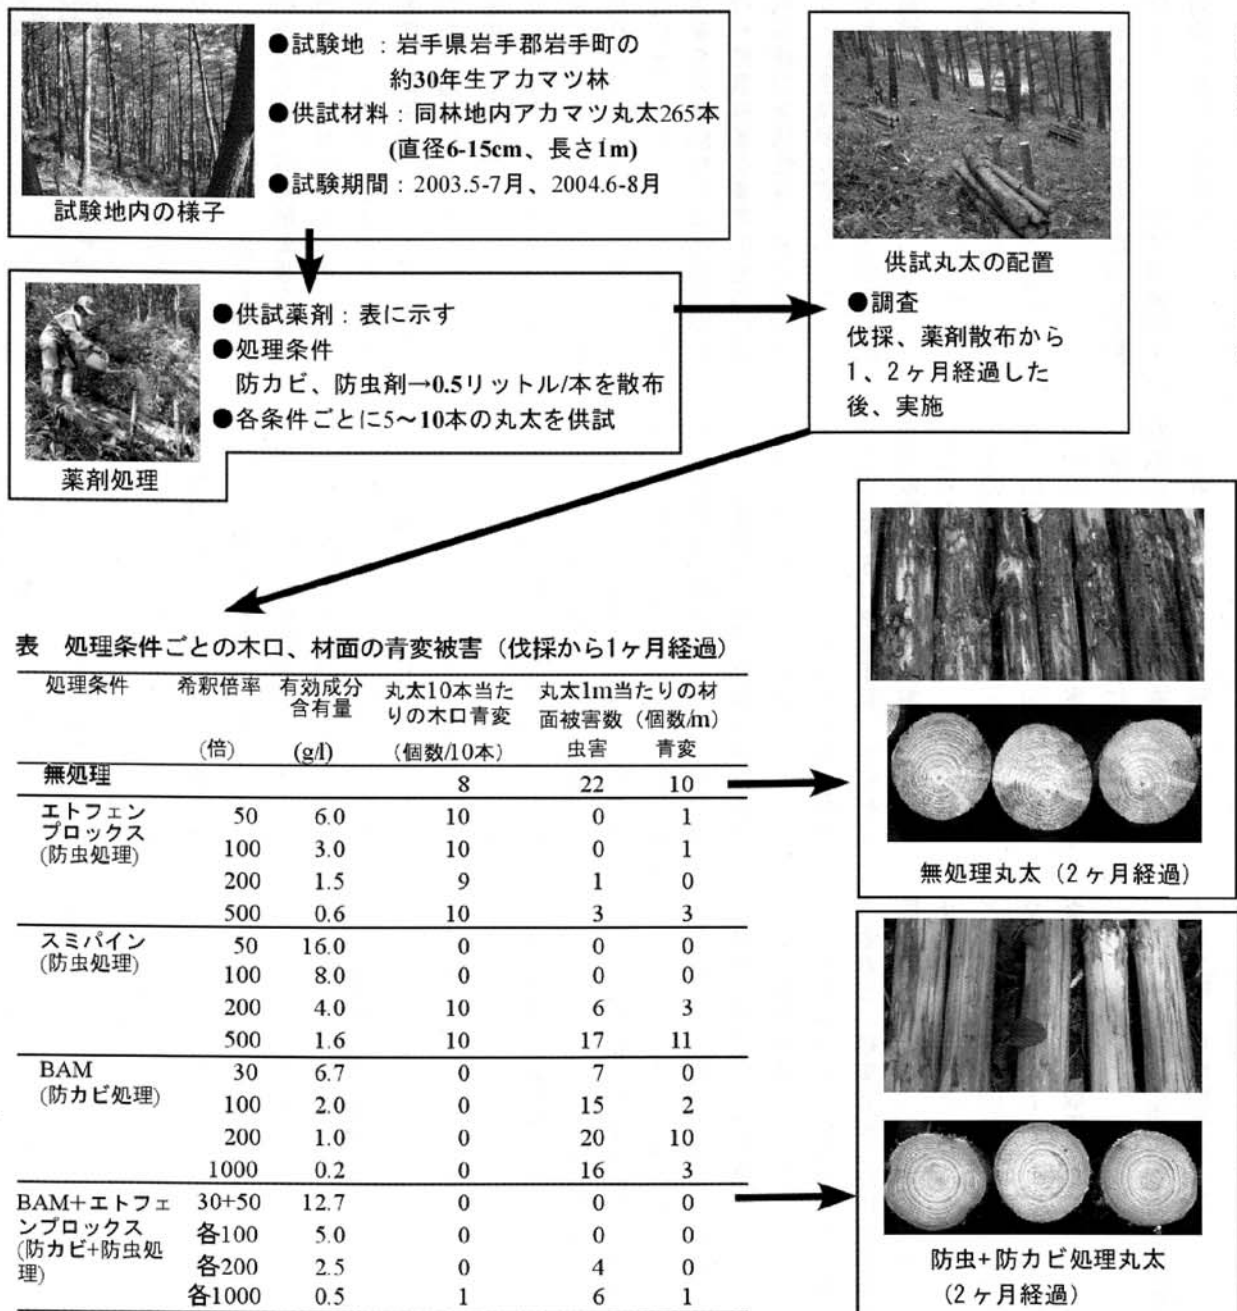 ●試験地 : 岩手県岩手郡岩手町の
約30年生アカマツ林
●供試材料 : 同林地内アカマツ丸太265本
(直径6-15cm、長さ1m)
●試験期間 : 2003.5-7月、2004.6-8月
試験地内の様子
●供試薬剤 : 表に示す
●処理条件
防カビ、防虫剤→0.5リットル/本を散布
●各条件ごとに5〜10本の丸太を供試
薬剤処理
供試丸太の配置
●調査
伐採、薬剤散布から
1、2ヶ月経過した
後、実施
表 処理条件ごとの木口、材面の青変被害(伐採から1ヶ月経過)
処理条件 希釈倍率 有効成分 丸太10本当た 丸太1m当たりの材
含有量 りの木口青変 面被害数(個数/m)
(倍) (g/l) (個数/10本) 虫害 青変
無処理 8 22 10
エトフェン 50 6.0 10 0 1
プロックス
(防虫処理) 100 3.0 10 0 1
200 1.5 9 1 0
500 0.6 10 3 3
スミパイン 50 16.0 0 0 0
(防虫処理) 100 8.0 0 0 0
200 4.0 10 6 3
500 1.6 10 17 11
BAM 30 6.7 0 7 0
(防カビ処理) 100 2.0 0 15 2
200 1.0 0 20 10
1000 0.2 0 16 3
BAM+エトフェ 30+50 12.7 0 0 0
ンプロックス 各100 5.0 0 0 0
(防カビ+防虫処 各200 2.5 0 4 0
理) 各1000 0.5 1 6 1
無処理丸太(2ヶ月経過)
防虫+防カビ処理丸太
(2ヶ月経過)